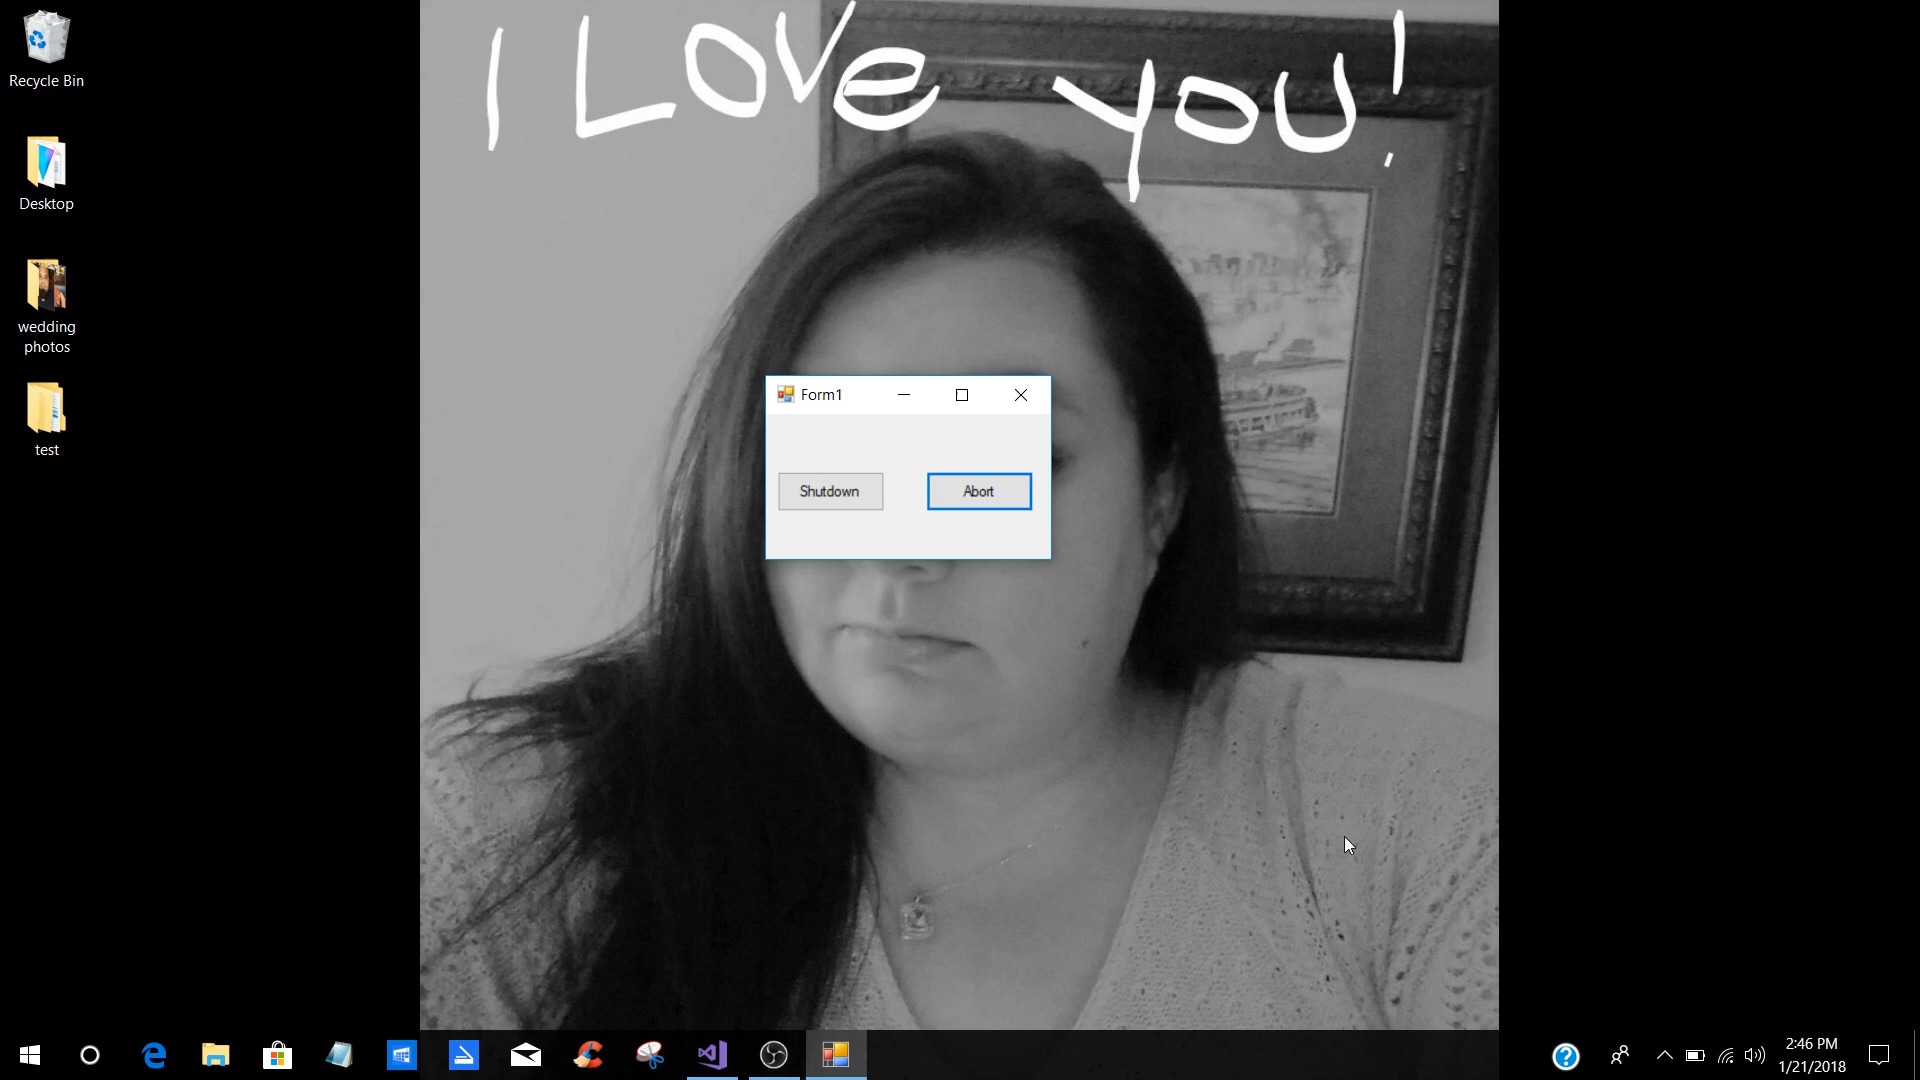 I LOVe you!
Recycle Bin
Desktop
wedding
photos
test
Form1
Shutdown
Abort
2:46 PM
1/21/2018